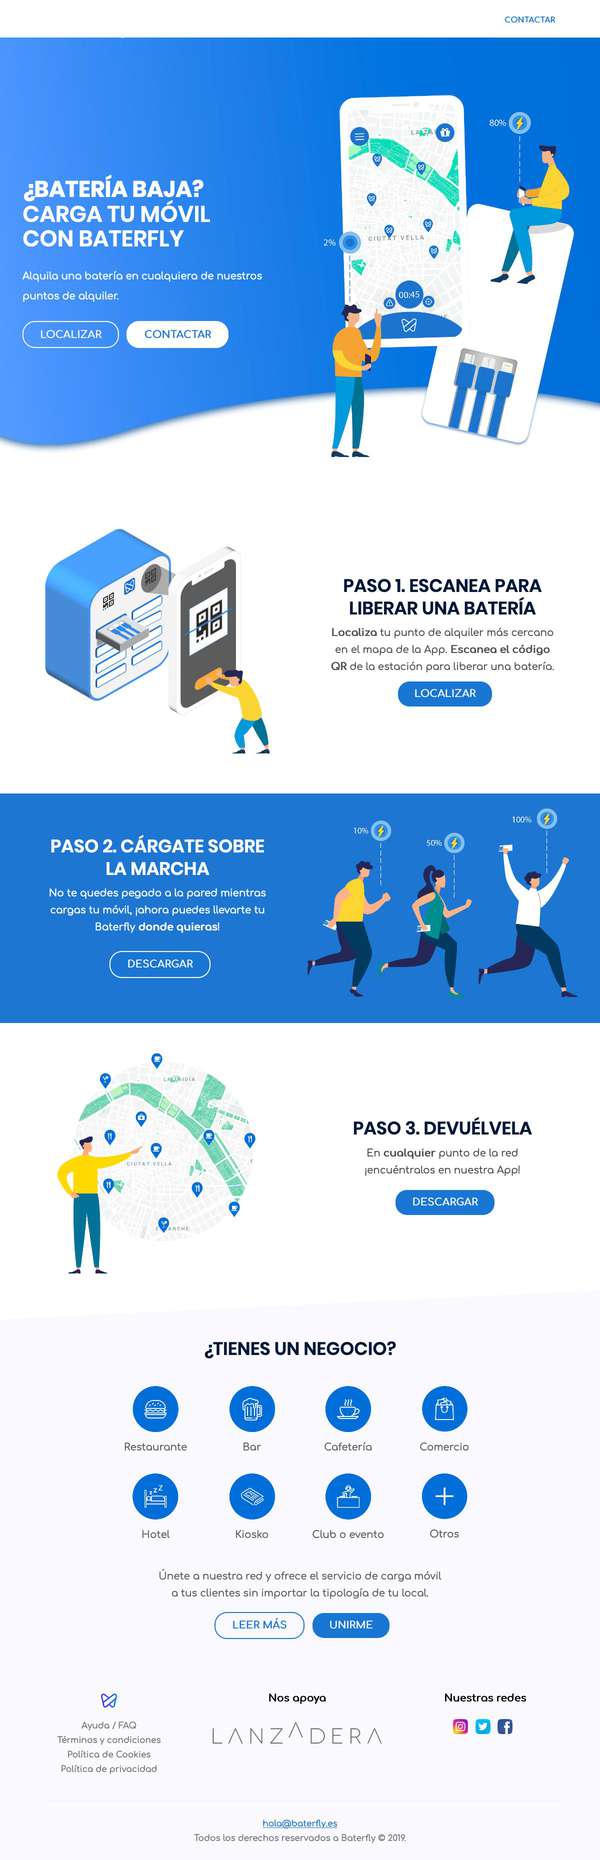 CONTACTAR
80%
2%
CIUTAT VELLA
00:45
¿BATERÍA BAJA?
CARGA TU MÓVIL
CON BATERFLY
Alquila una batería en cualquiera de nuestros
puntos de alquiler.
LOCALIZAR
CONTACTAR
PASO 1. ESCANEA PARA
LIBERAR UNA BATERÍA
Localiza tu punto de alquiler más cercano
en el mapa de la App. Escanea el código
QR de la estación para liberar una batería.
LOCALIZAR
PASO 2. CÁRGATE SOBRE
LA MARCHA
No te quedes pegado a la pared mientras
cargas tu móvil, ¡ahora puedes llevarte tu
Baterfly donde quieras!
DESCARGAR
10%
50%
100%
CIUTAT VELLA
PASO 3. DEVUÉLVELA
En cualquier punto de la red
¡encuéntralos en nuestra App!
DESCARGAR
¿TIENES UN NEGOCIO?
Restaurante
Bar
Cafetería
Comercio
Hotel
Kiosko
Club o evento
Otros
Únete a nuestra red y ofrece el servicio de carga móvil
a tus clientes sin importar la tipología de tu local.
LEER MÁS
UNIRME
Ayuda / FAQ
Términos y condiciones
Política de Cookies
Política de privacidad
Nos apoya
LANZADERA
Nuestras redes
hola@baterfly.es
Todos los derechos reservados a Baterfly © 2019.